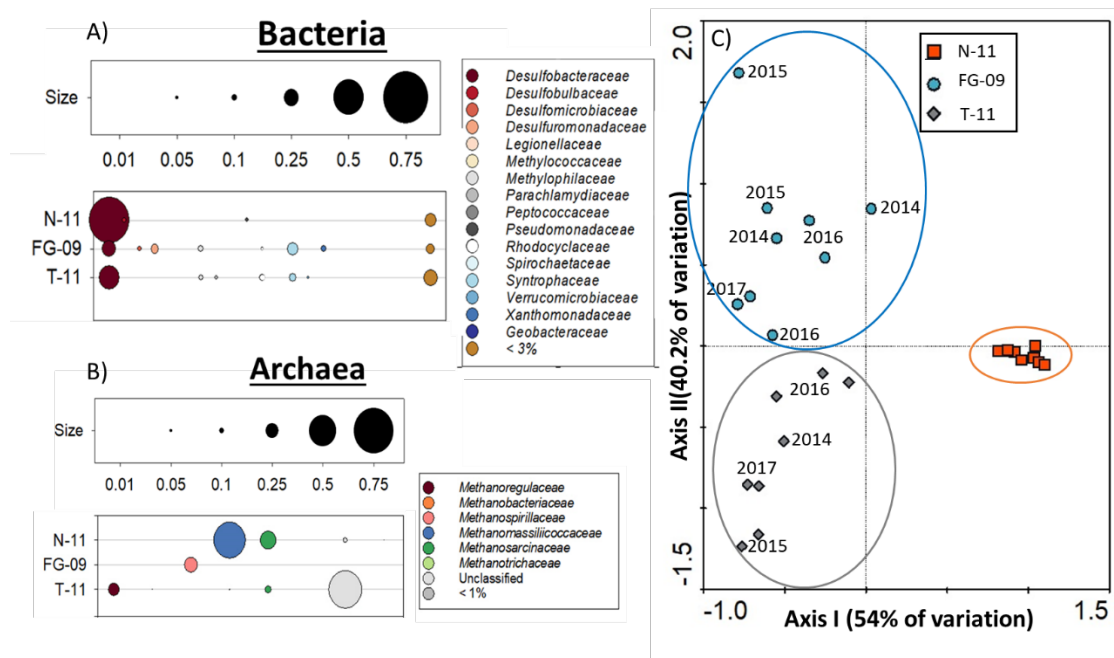 A)
Bacteria
Size
0.01 0.05 0.1 0.25 0.5 0.75
N-11
FG-09
T-11
Desulfobacteraceae
Desulfobulbaceae
Desulfomicrobiaceae
Desulfuromonadaceae
Legionellaceae
Methylococcaceae
Methylophilaceae
Parachlamydiaceae
Peptococcaceae
Pseudomonadaceae
Rhodocyclaceae
Spirochaetaceae
Syntrophaceae
Verrucomicrobiaceae
Xanthomonadaceae
Geobacteraceae
< 3%
B)
Archaea
Size
0.01 0.05 0.1 0.25 0.5 0.75
N-11
FG-09
T-11
Methanoregulaceae
Methanobacteriaceae
Methanospirillaceae
Methanomassiliicoccaceae
Methanosarcinaceae
Methanotrichaceae
Unclassified
< 1%
C)
2.0
N-11
FG-09
T-11
2015
2015
2014
2014
2016
2017
2016
2016
2014
2017
2015
Axis II(40.2% of variation)
-1.5
-1.0
Axis I (54% of variation)
1.5